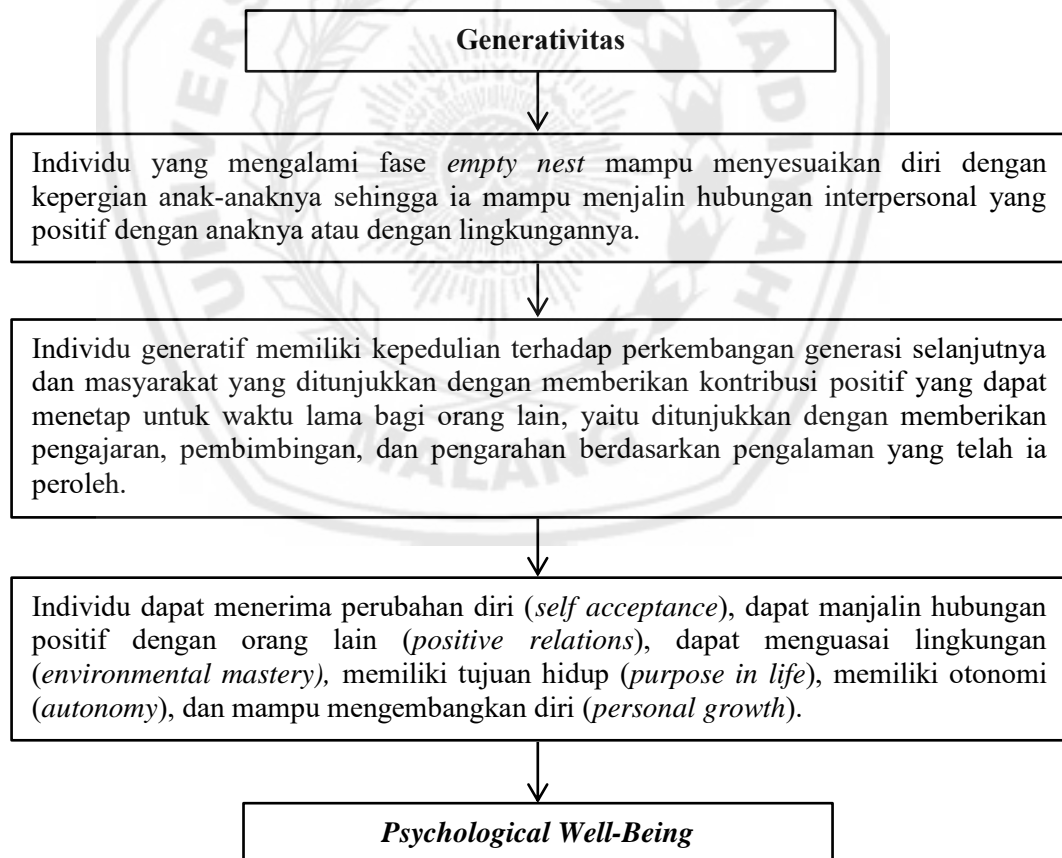 Generativitas
Individu yang mengalami fase empty nest mampu menyesuaikan diri dengan
kepergian anak-anaknya sehingga ia mampu menjalin hubungan interpersonal yang
positif dengan anaknya atau dengan lingkungannya.
Individu generatif memiliki kepedulian terhadap perkembangan generasi selanjutnya
dan masyarakat yang ditunjukkan dengan memberikan kontribusi positif yang dapat
menetap untuk waktu lama bagi orang lain, yaitu ditunjukkan dengan memberikan
pengajaran, pembimbingan, dan pengarahan berdasarkan pengalaman yang telah ia
peroleh.
MALANG
Individu dapat menerima perubahan diri (self acceptance), dapat manjalin hubungan
positif dengan orang lain (positive relations), dapat menguasai lingkungan
(environmental mastery), memiliki tujuan hidup (purpose in life), memiliki otonomi
(autonomy), dan mampu mengembangkan diri (personal growth).
Psychological Well-Being